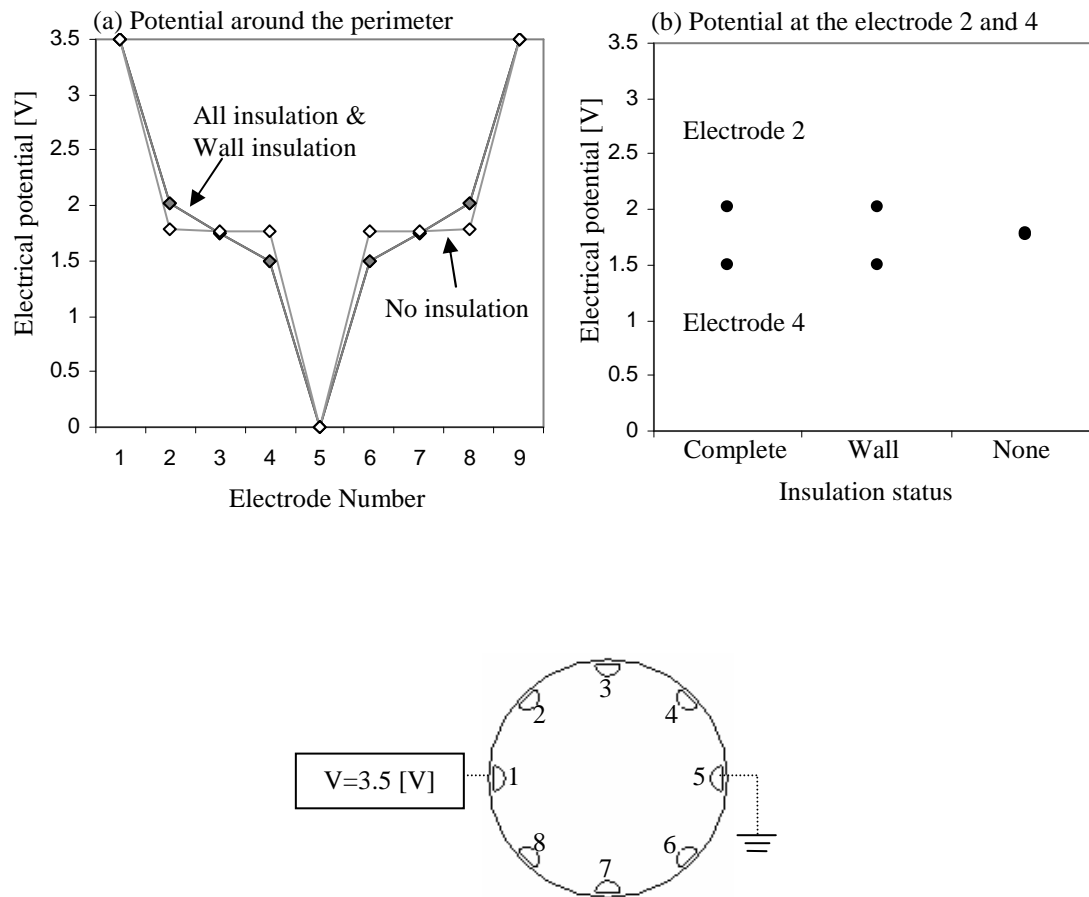 (a) Potential around the perimeter
3.5
3
2.5
2
1.5
1
0.5
0
Electrical potential [V]
All insulation &
Wall insulation
No insulation
1 2 3 4 5 6 7 8 9
Electrode Number
(b) Potential at the electrode 2 and 4
3.5
3
2.5
2
1.5
1
0.5
0
Electrical potential [V]
Electrode 2
Electrode 4
Complete Wall None
Insulation status
3
2 4
V=3.5 [V]
1 5
8 6
7